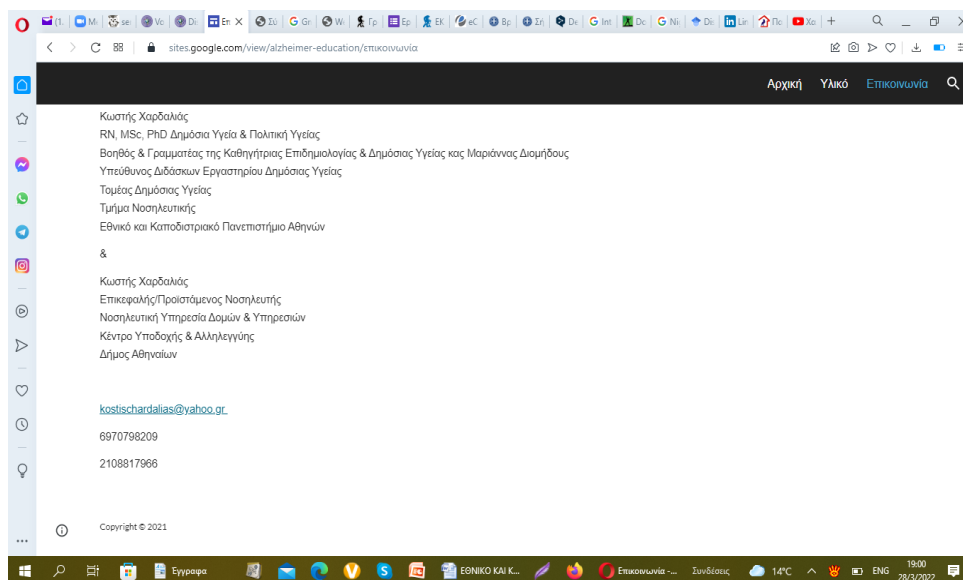 sites.google.com/view/alzheimer-education/επικοινωνία
Αρχική Υλικό Επικοινωνία
Κωστής Χαρδαλιάς
RN, MSc, PhD Δημόσια Υγεία & Πολιτική Υγείας
Βοηθός & Γραμματέας της Καθηγήτριας Επιδημιολογίας & Δημόσιας Υγείας κας Μαριάννας Διομήδους
Υπεύθυνος Διδάσκων Εργαστηρίου Δημόσιας Υγείας
Τομέας Δημόσιας Υγείας
Τμήμα Νοσηλευτικής
Εθνικό και Καποδιστριακό Πανεπιστήμιο Αθηνών
&
Κωστής Χαρδαλιάς
Επικεφαλής/Προϊστάμενος Νοσηλευτής
Νοσηλευτική Υπηρεσία Δομών & Υπηρεσιών
Κέντρο Υποδοχής & Αλληλεγγύης
Δήμος Αθηναίων
kostischardalias@yahoo.gr
6970798209
2108817966
Copyright © 2021
Έγγραφα ΕΘΝΙΚΟ ΚΑΙ Κ... Επικοινωνία -... Συνδέσεις 14°C ENG 19:00
28/3/2022